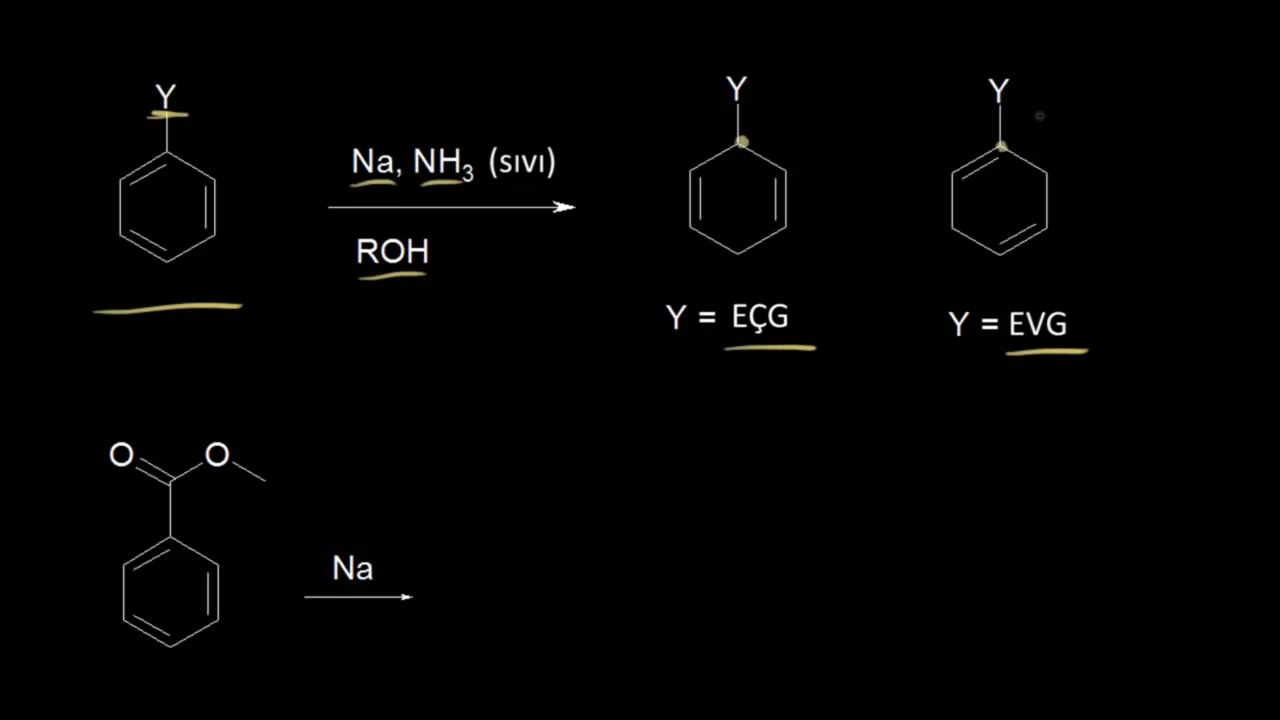 Y
Na, NH₃ (sıvı)
ROH
Y
Y
Y = EÇG
Y = EVG
O
O
Na